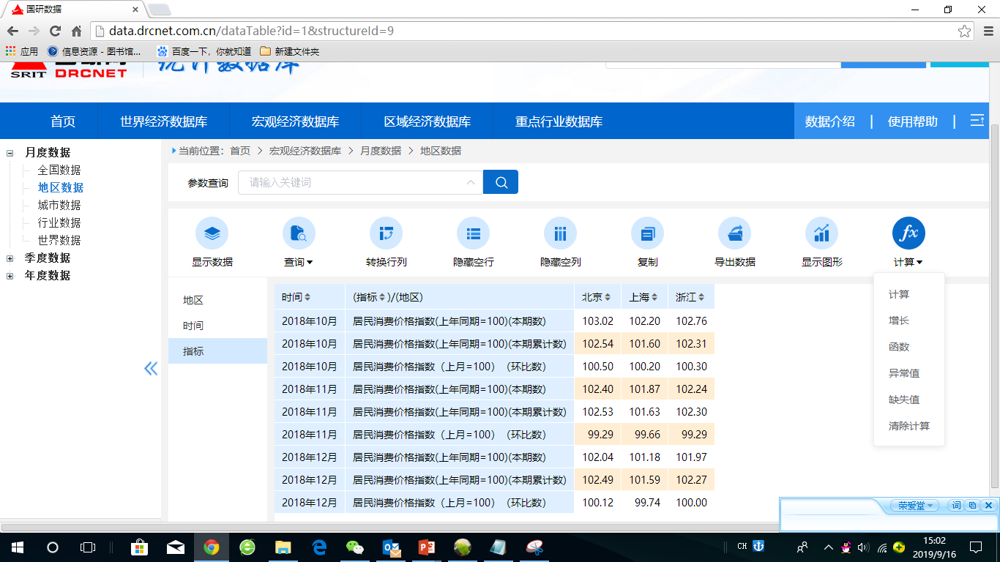 国研数据
data.drcnet.com.cn/dataTable?id=1&structureId=9
应用 信息资源 - 图书馆... 百度一下，你就知道 新建文件夹
SRIT DRCNET 统计数据库
首页 世界经济数据库 宏观经济数据库 区域经济数据库 重点行业数据库 数据介绍 | 使用帮助 |
月度数据
全国数据
地区数据
城市数据
行业数据
世界数据
季度数据
年度数据
当前位置： 首页 > 宏观经济数据库 > 月度数据 > 地区数据
参数查询 请输入关键词
显示数据 查询 转换行列 隐藏空行 隐藏空列 复制 导出数据 显示图形 fx 计算
计算
增长
函数
异常值
缺失值
清除计算
地区
时间
指标
时间 (指标)/(地区) 北京 上海 浙江
2018年10月 居民消费价格指数(上年同期=100)(本期数) 103.02 102.20 102.76
2018年10月 居民消费价格指数(上年同期=100)(本期累计数) 102.54 101.60 102.31
2018年10月 居民消费价格指数（上月=100）（环比数） 100.50 100.20 100.30
2018年11月 居民消费价格指数(上年同期=100)(本期数) 102.40 101.87 102.24
2018年11月 居民消费价格指数(上年同期=100)(本期累计数) 102.53 101.63 102.30
2018年11月 居民消费价格指数（上月=100）（环比数） 99.29 99.66 99.29
2018年12月 居民消费价格指数(上年同期=100)(本期数) 102.04 101.18 101.97
2018年12月 居民消费价格指数(上年同期=100)(本期累计数) 102.49 101.59 102.27
2018年12月 居民消费价格指数（上月=100）（环比数） 100.12 99.74 100.00
荣爱堂 词
CH
15:02
2019/9/16